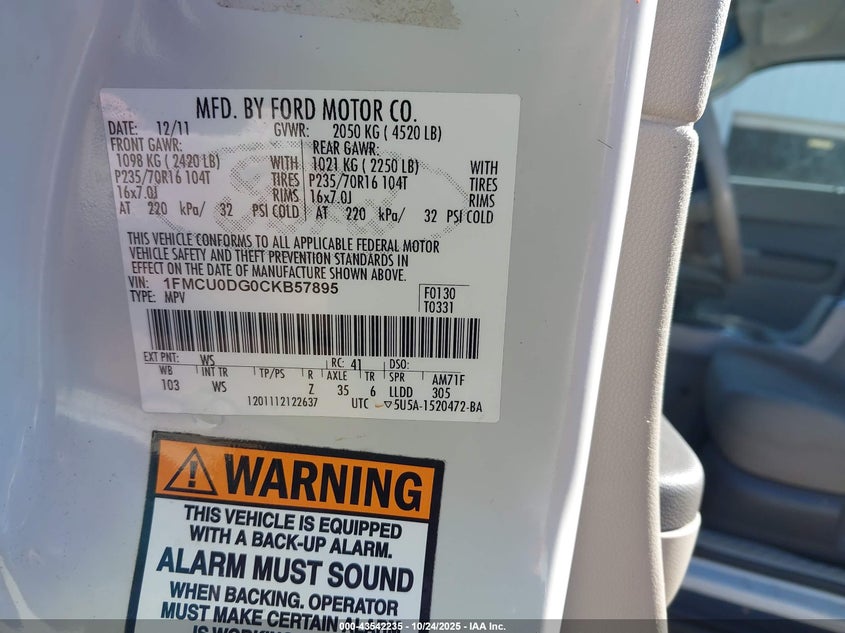 MFD. BY FORD MOTOR CO.
DATE: 12/11 GVWR: 2050 KG ( 4520 LB)
FRONT GAWR: REAR GAWR:
1098 KG ( 2420 LB) WITH 1021 KG ( 2250 LB) WITH
P235/70R16 104T TIRES P235/70R16 104T TIRES
16x7.0J RIMS 16x7.0J RIMS
AT 220 kPa/ 32 PSI COLD AT 220 kPa/ 32 PSI COLD
THIS VEHICLE CONFORMS TO ALL APPLICABLE FEDERAL MOTOR
VEHICLE SAFETY AND THEFT PREVENTION STANDARDS IN
EFFECT ON THE DATE OF MANUFACTURE SHOWN ABOVE.
VIN: 1FMCU0DG0CKB57895
TYPE: MPV
F0130
T0331
EXT PNT: WS RC: 41 DSO:
WB INT TR TP/PS R AXLE TR SPR AM71F
103 WS Z 35 6 LLDD 305
1201112122637 UTC ▽5U5A-1520472-BA
⚠WARNING
THIS VEHICLE IS EQUIPPED
WITH A BACK-UP ALARM.
ALARM MUST SOUND
WHEN BACKING. OPERATOR
MUST MAKE CERTAIN ALARM
IS WORKING
000-43542235 - 10/24/2025 - IAA Inc.